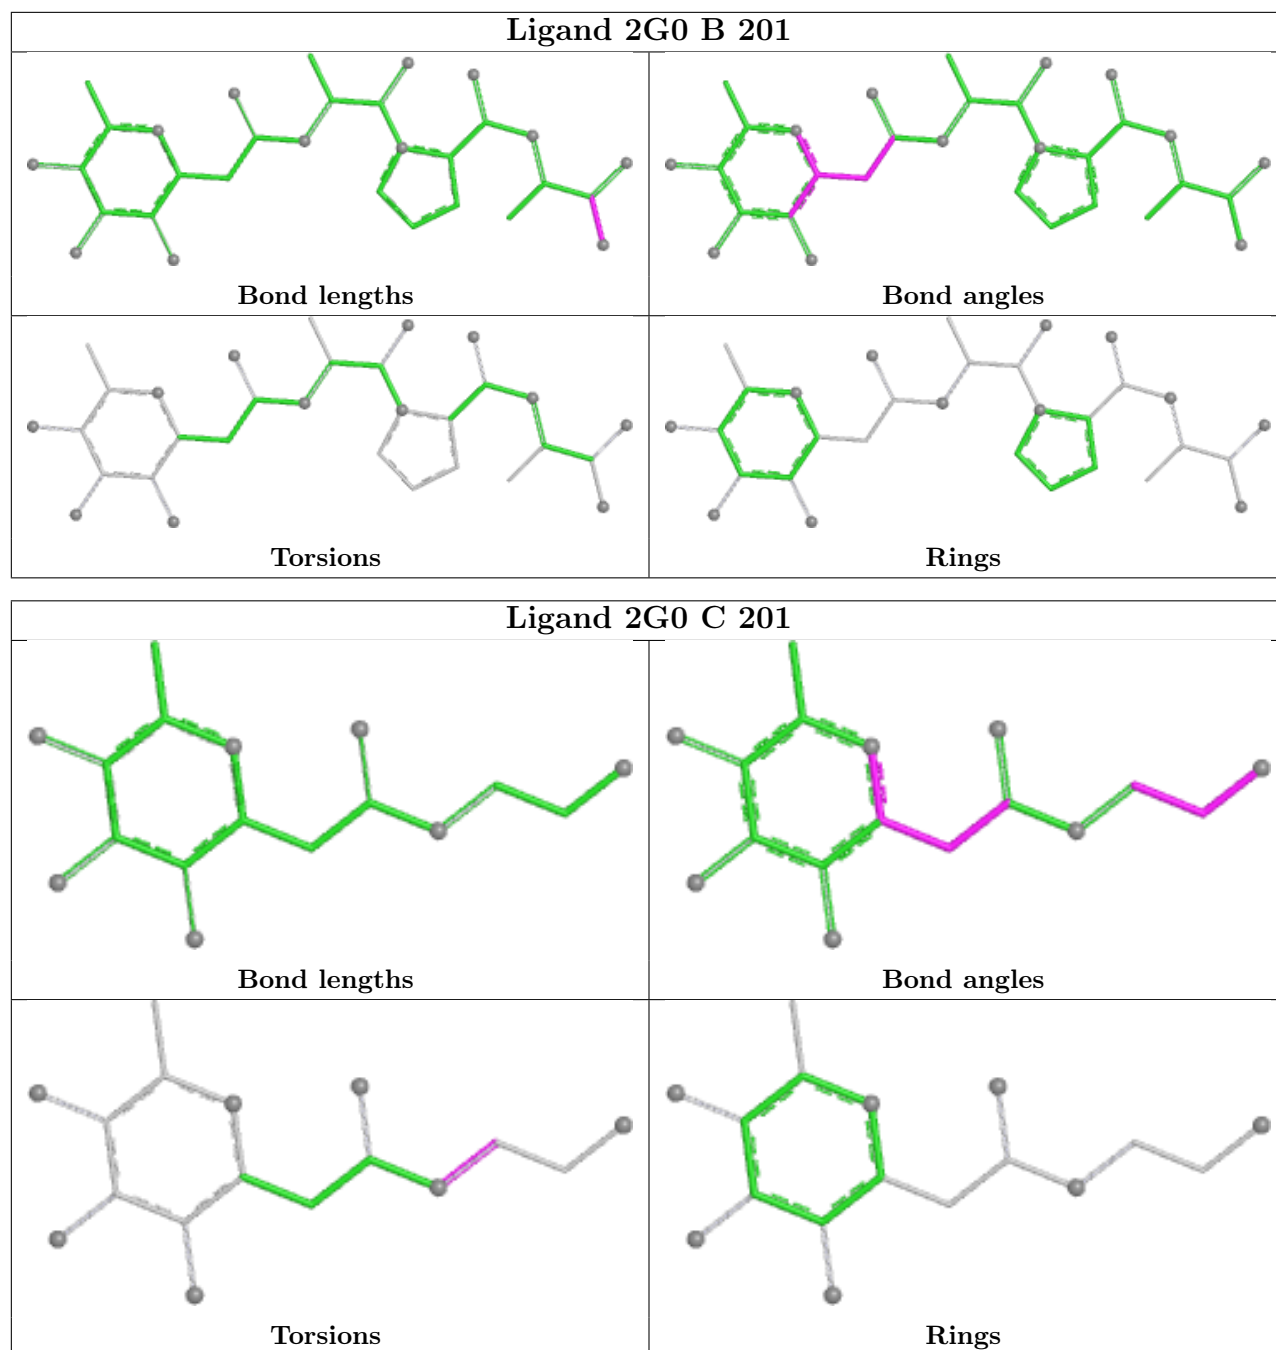 Ligand 2G0 B 201
Bond lengths
Bond angles
Torsions
Rings
Ligand 2G0 C 201
Bond lengths
Bond angles
Torsions
Rings